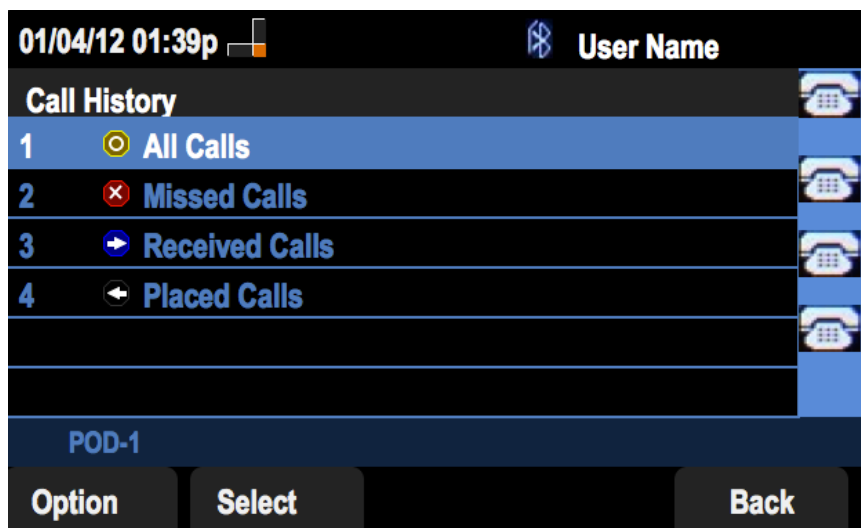 01/04/12 01:39p User Name
Call History
1 All Calls
2 Missed Calls
3 Received Calls
4 Placed Calls
POD-1
Option Select Back